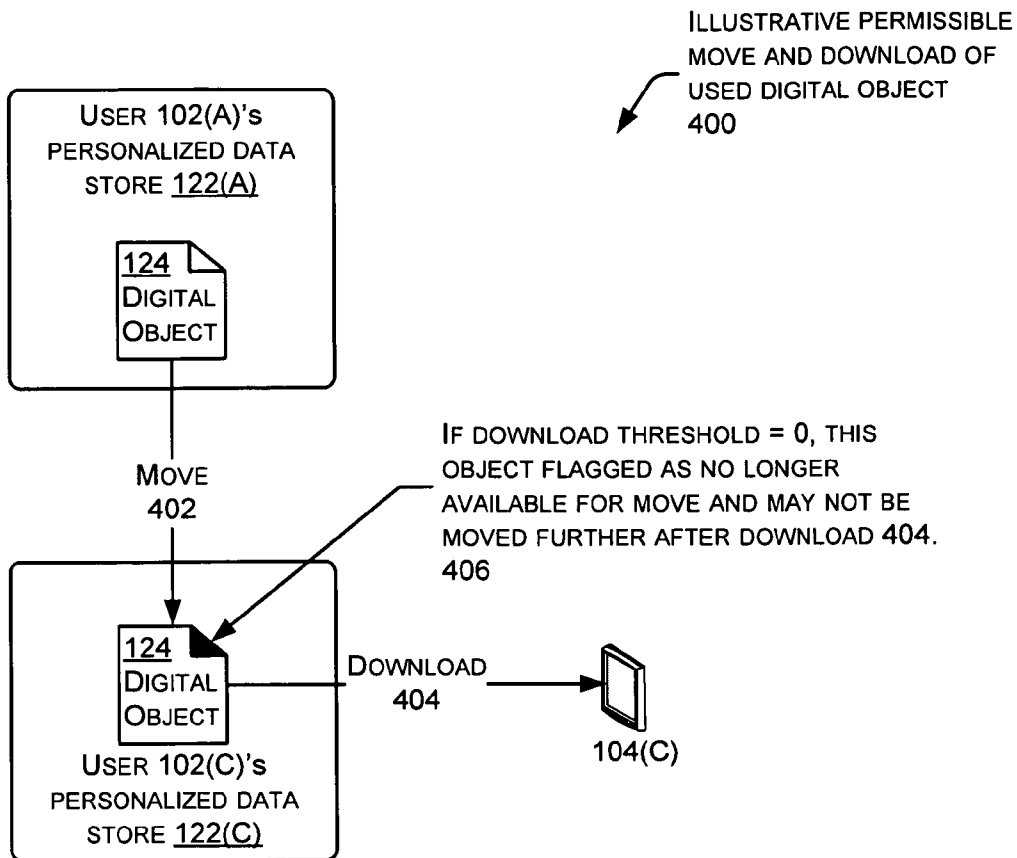 ILLUSTRATIVE PERMISSIBLE
MOVE AND DOWNLOAD OF
USED DIGITAL OBJECT
400
USER 102(A)'S
PERSONALIZED DATA
STORE 122(A)
124
DIGITAL
OBJECT
MOVE
402
IF DOWNLOAD THRESHOLD = 0, THIS
OBJECT FLAGGED AS NO LONGER
AVAILABLE FOR MOVE AND MAY NOT BE
MOVED FURTHER AFTER DOWNLOAD 404.
406
124
DIGITAL
OBJECT
DOWNLOAD
404
104(C)
USER 102(C)'S
PERSONALIZED DATA
STORE 122(C)